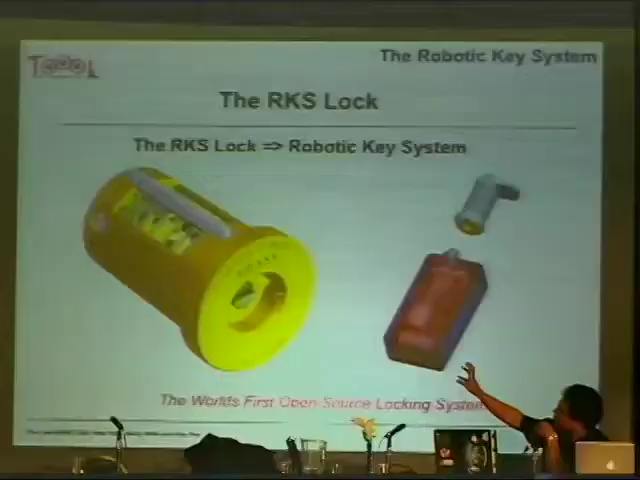 TOOOL
The Robotic Key System
The RKS Lock
The RKS Lock => Robotic Key System
The Worlds First Open Source Locking System